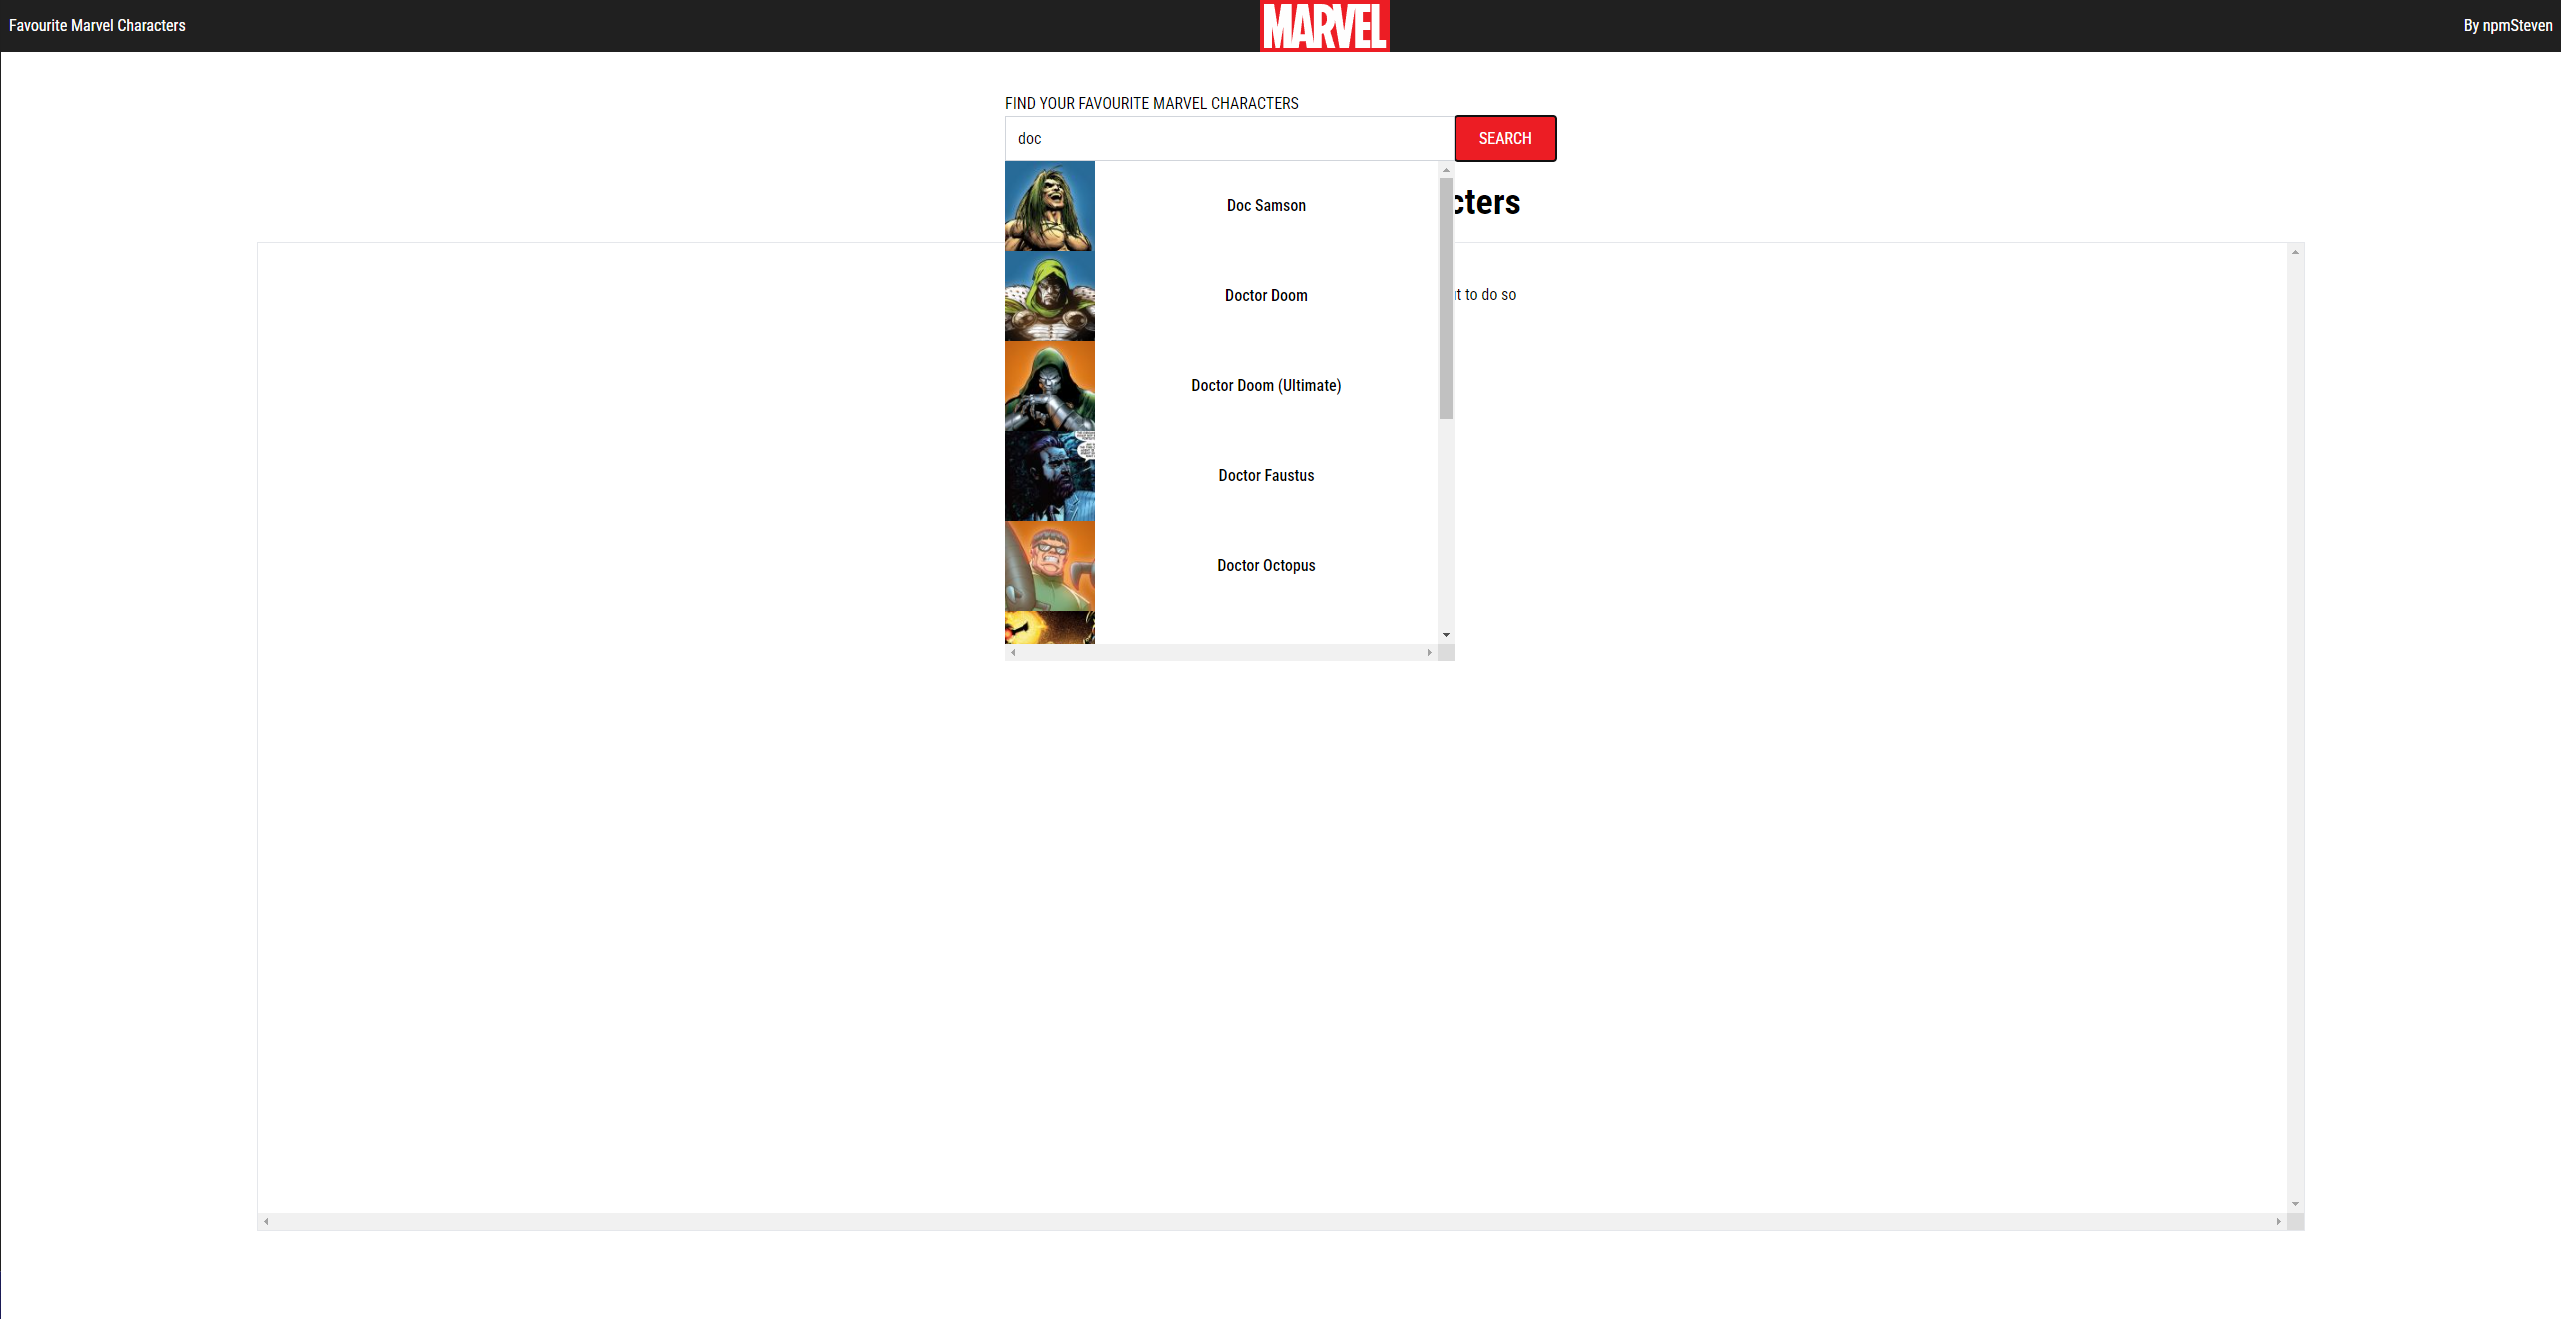 Favourite Marvel Characters
MARVEL
By npmSteven
FIND YOUR FAVOURITE MARVEL CHARACTERS
doc
SEARCH
Doc Samson
cters
Doctor Doom
t to do so
Doctor Doom (Ultimate)
Doctor Faustus
Doctor Octopus